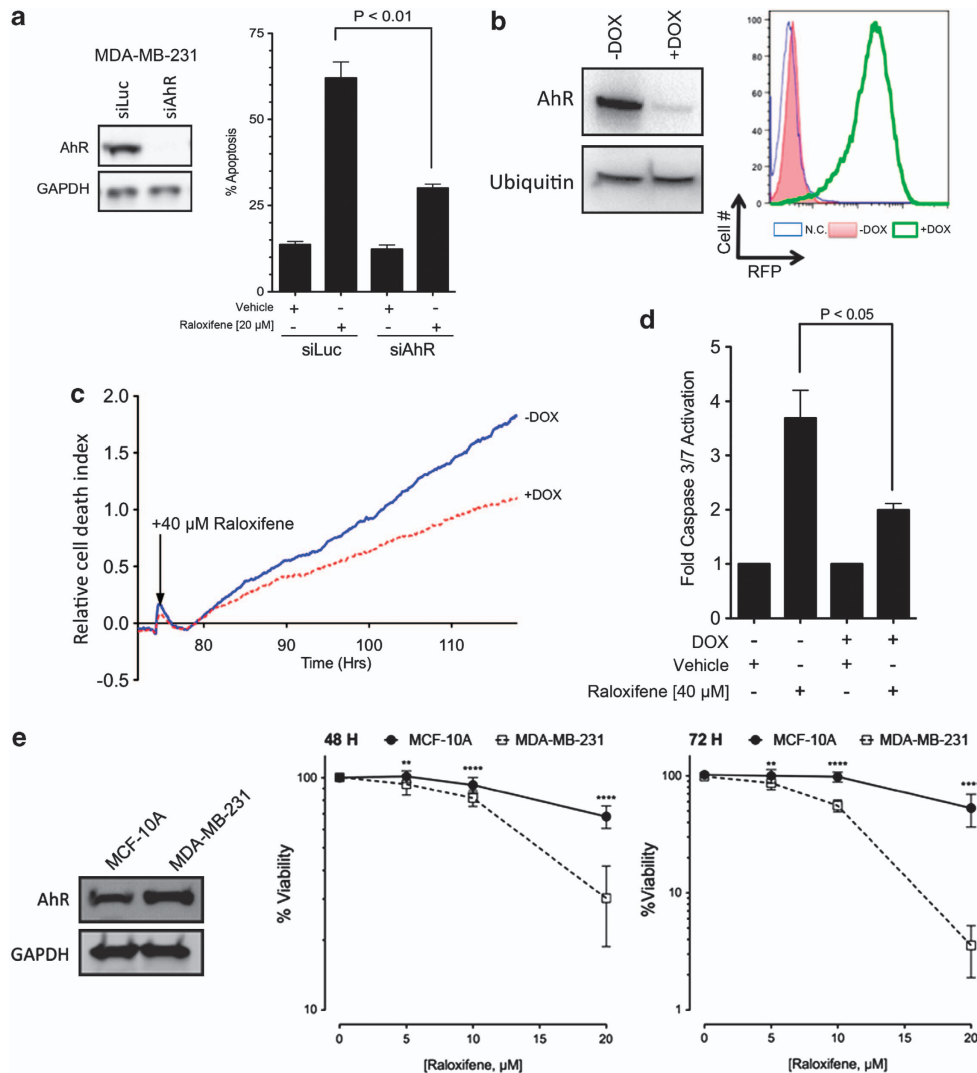 a
MDA-MB-231
siLuc
siAhR
AhR
GAPDH
P < 0.01
% Apoptosis
75
50
25
0
Vehicle + - + -
Raloxifene [20 µM] - + - +
siLuc siAhR
b
-DOX
+DOX
AhR
Ubiquitin
100
80
60
40
20
0
Cell #
RFP
N.C. -DOX +DOX
c
Relative cell death index
2.0
1.5
1.0
0.5
0.0
-0.5
+40 µM Raloxifene
-DOX
+DOX
80 90 100 110
Time (Hrs)
d
P < 0.05
Fold Caspase 3/7 Activation
5
4
3
2
1
0
DOX - - + +
Vehicle + - + -
Raloxifene [40 µM] - + - +
e
MCF-10A
MDA-MB-231
AhR
GAPDH
48 H MCF-10A MDA-MB-231
** **** ****
% Viability
100
10
0 5 10 15 20
[Raloxifene, µM]
72 H MCF-10A MDA-MB-231
** **** ****
%Viability
100
10
1
0 5 10 15 20
[Raloxifene, µM]